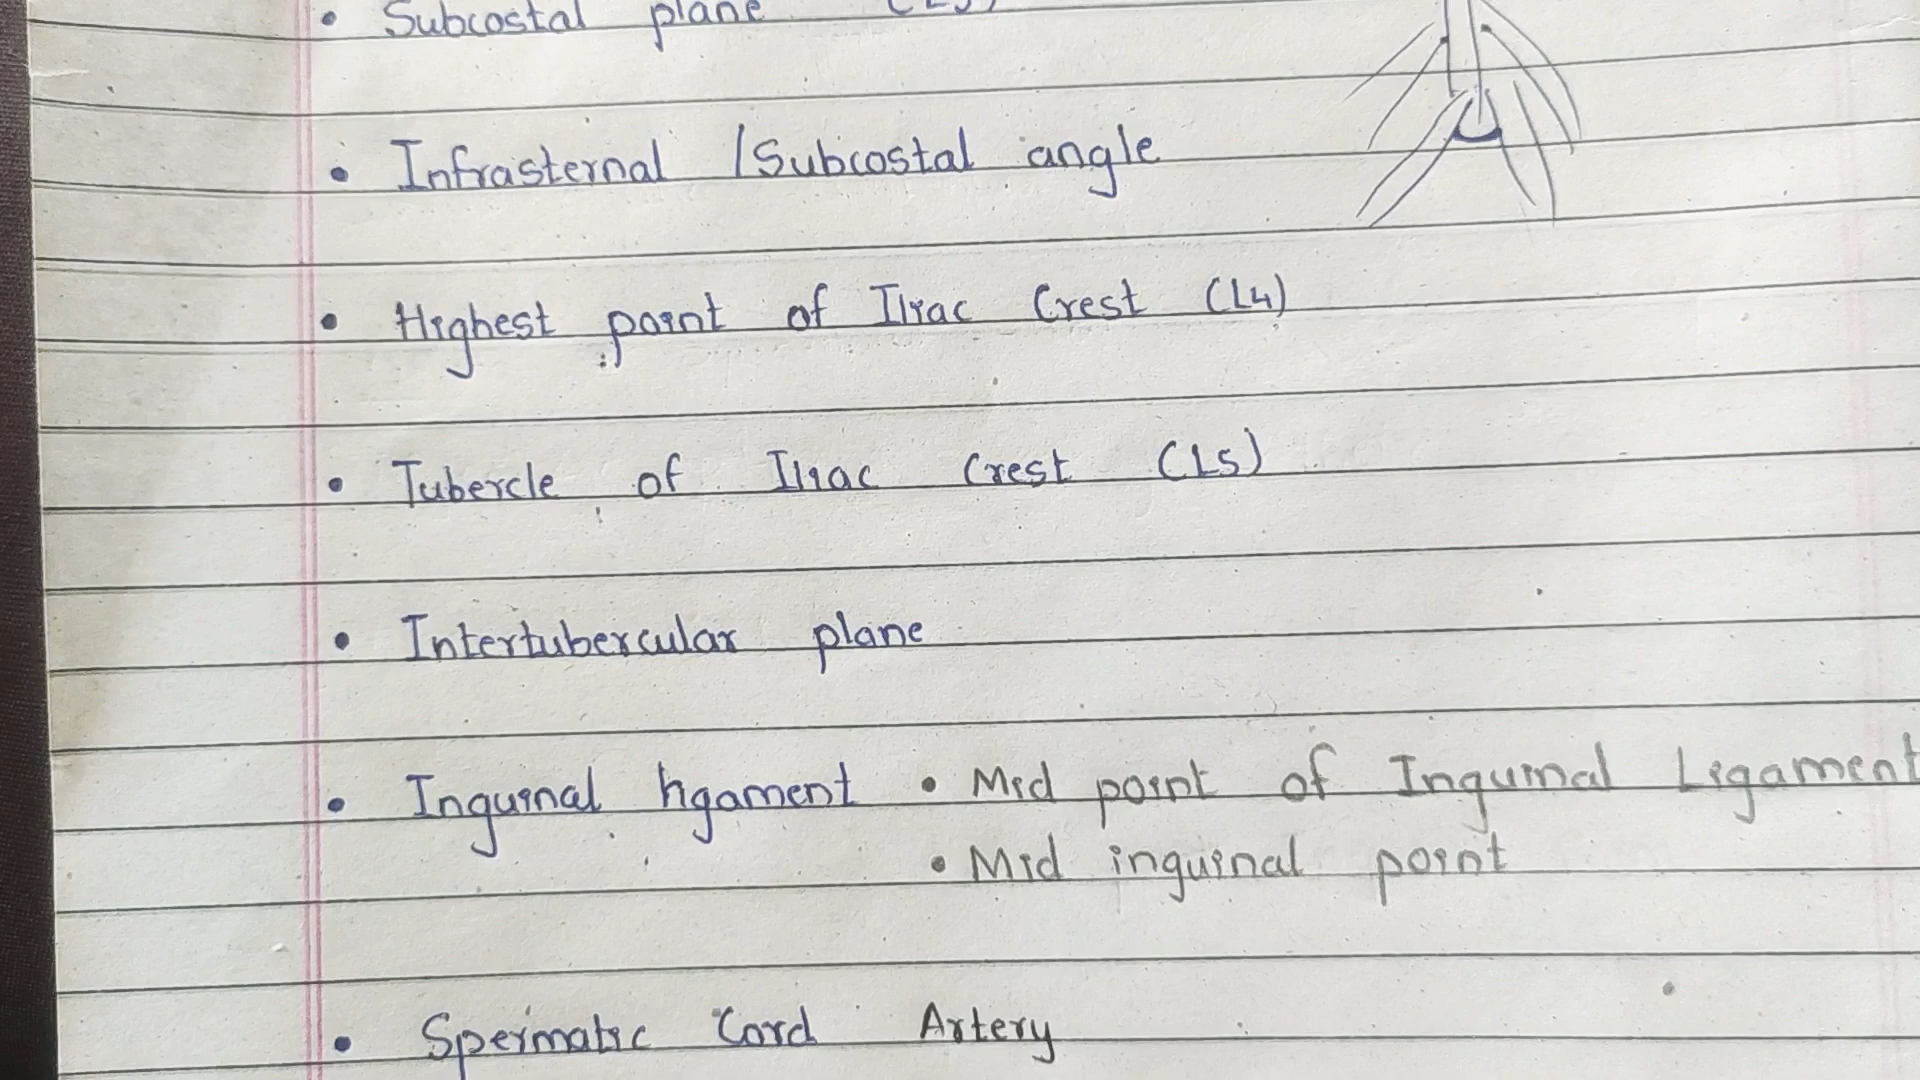 • Subcostal plane (L3)
• Infrasternal /Subcostal angle
• Highest point of Iliac Crest (L4)
• Tubercle of Iliac Crest (L5)
• Intertubercular plane
• Inguinal ligament • Mid point of Inguinal Ligament
• Mid inguinal point
• Spermatic Cord Artery